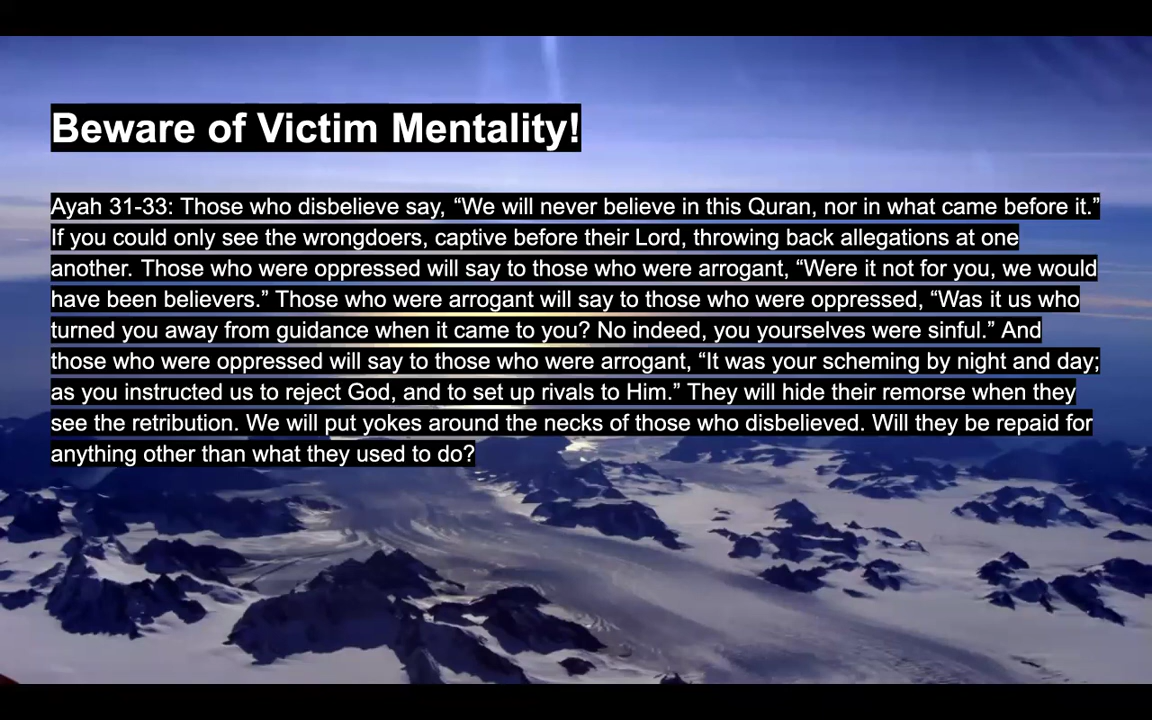 Beware of Victim Mentality!
Ayah 31-33: Those who disbelieve say, “We will never believe in this Quran, nor in what came before it.”
If you could only see the wrongdoers, captive before their Lord, throwing back allegations at one
another. Those who were oppressed will say to those who were arrogant, “Were it not for you, we would
have been believers.” Those who were arrogant will say to those who were oppressed, “Was it us who
turned you away from guidance when it came to you? No indeed, you yourselves were sinful.” And
those who were oppressed will say to those who were arrogant, “It was your scheming by night and day;
as you instructed us to reject God, and to set up rivals to Him.” They will hide their remorse when they
see the retribution. We will put yokes around the necks of those who disbelieved. Will they be repaid for
anything other than what they used to do?